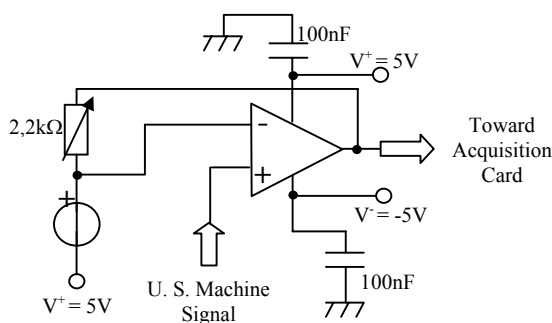 100nF
V+ = 5V
2,2kΩ
-
+
Toward
Acquisition
Card
+
V- = -5V
V+ = 5V
U. S. Machine
Signal
100nF